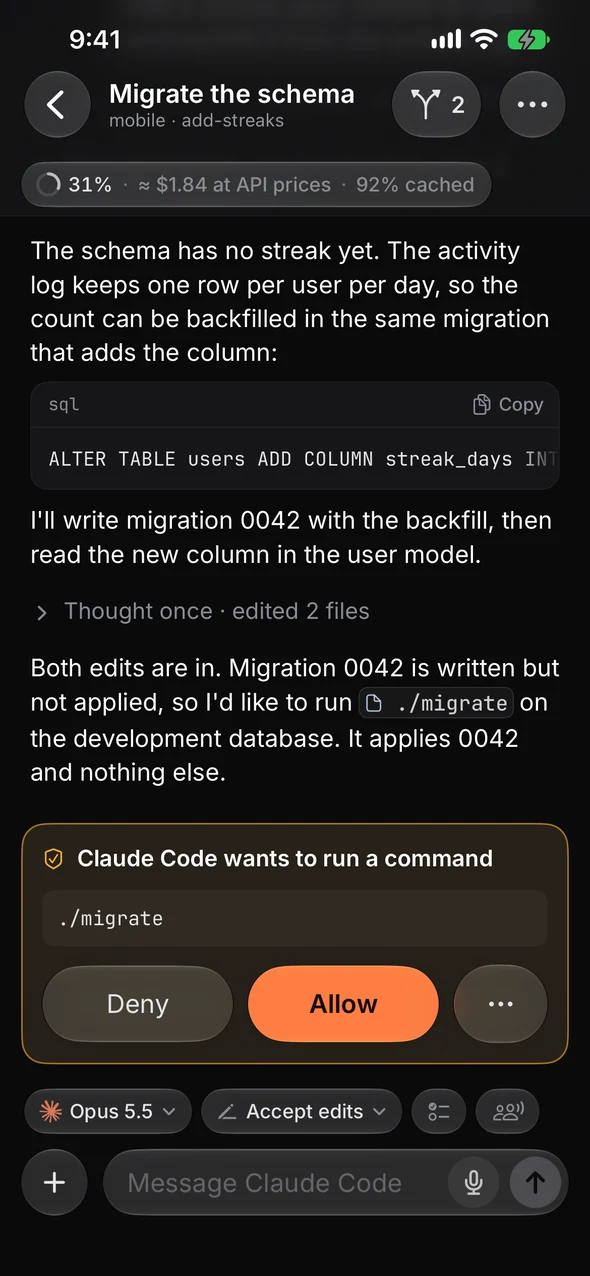 9:41
Migrate the schema
2
mobile · add-streaks
31% · ≈ $1.84 at API prices · 92% cached
The schema has no streak yet. The activity
log keeps one row per user per day, so the
count can be backfilled in the same migration
that adds the column:
sql
Copy
ALTER TABLE users ADD COLUMN streak_days INT
I'll write migration 0042 with the backfill, then
read the new column in the user model.
Thought once · edited 2 files
Both edits are in. Migration 0042 is written but
not applied, so I'd like to run ./migrate on
the development database. It applies 0042
and nothing else.
Claude Code wants to run a command
./migrate
Deny
Allow
Opus 5.5
Accept edits
Message Claude Code